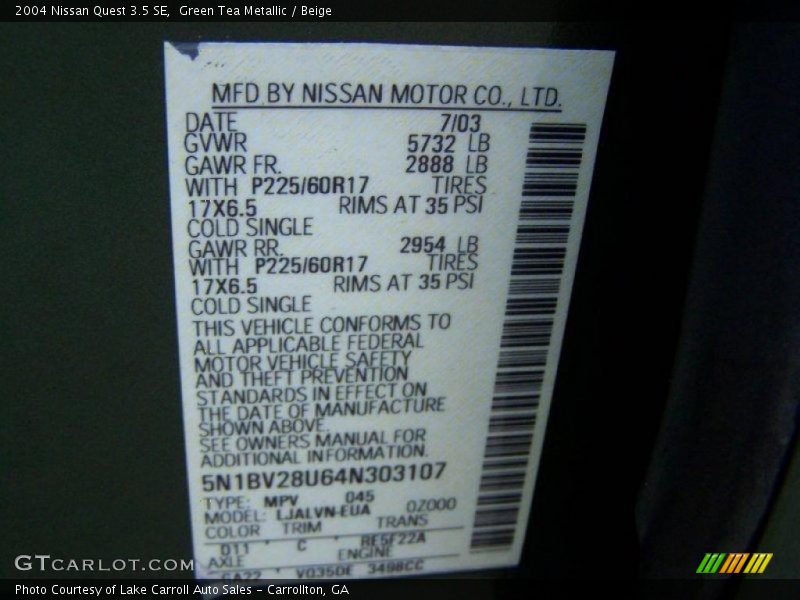 2004 Nissan Quest 3.5 SE,  Green Tea Metallic / Beige
MFD. BY NISSAN MOTOR CO., LTD.
DATE 7/03
GVWR 5732 LB
GAWR FR. 2888 LB
WITH P225/60R17 TIRES
17X6.5 RIMS AT 35 PSI
COLD SINGLE
GAWR RR. 2954 LB
WITH P225/60R17 TIRES
17X6.5 RIMS AT 35 PSI
COLD SINGLE
THIS VEHICLE CONFORMS TO
ALL APPLICABLE FEDERAL
MOTOR VEHICLE SAFETY
AND THEFT PREVENTION
STANDARDS IN EFFECT ON
THE DATE OF MANUFACTURE
SHOWN ABOVE.
SEE OWNERS MANUAL FOR
ADDITIONAL INFORMATION.
5N1BV28U64N303107
TYPE: MPV 045
MODEL: LJALVN-EUA 0Z000
COLOR TRIM TRANS
011 C RE5F22A
AXLE ENGINE
GA22 VQ35DE 3498CC
GTCARLOT.COM
Photo Courtesy of Lake Carroll Auto Sales - Carrollton, GA